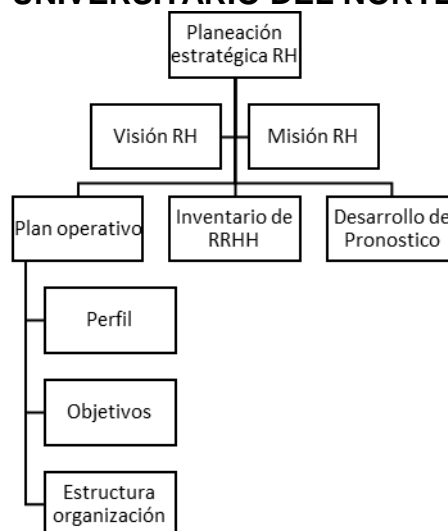 UNIVERSITARIO DEL NORTE
Planeación
estratégica RH
Visión RH
Misión RH
Plan operativo
Inventario de
RRHH
Desarrollo de
Pronostico
Perfil
Objetivos
Estructura
organización